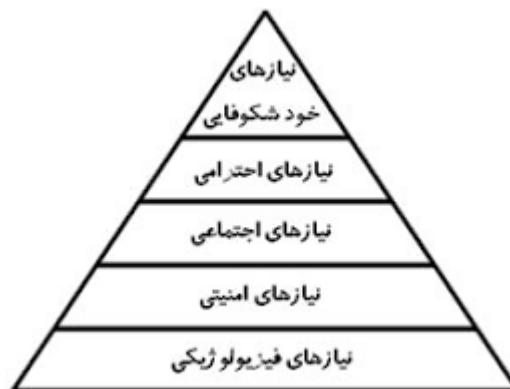 نیازهای
خود شکوفایی
نیازهای احترامی
نیازهای اجتماعی
نیازهای امنیتی
نیازهای فیزیولوژیکی